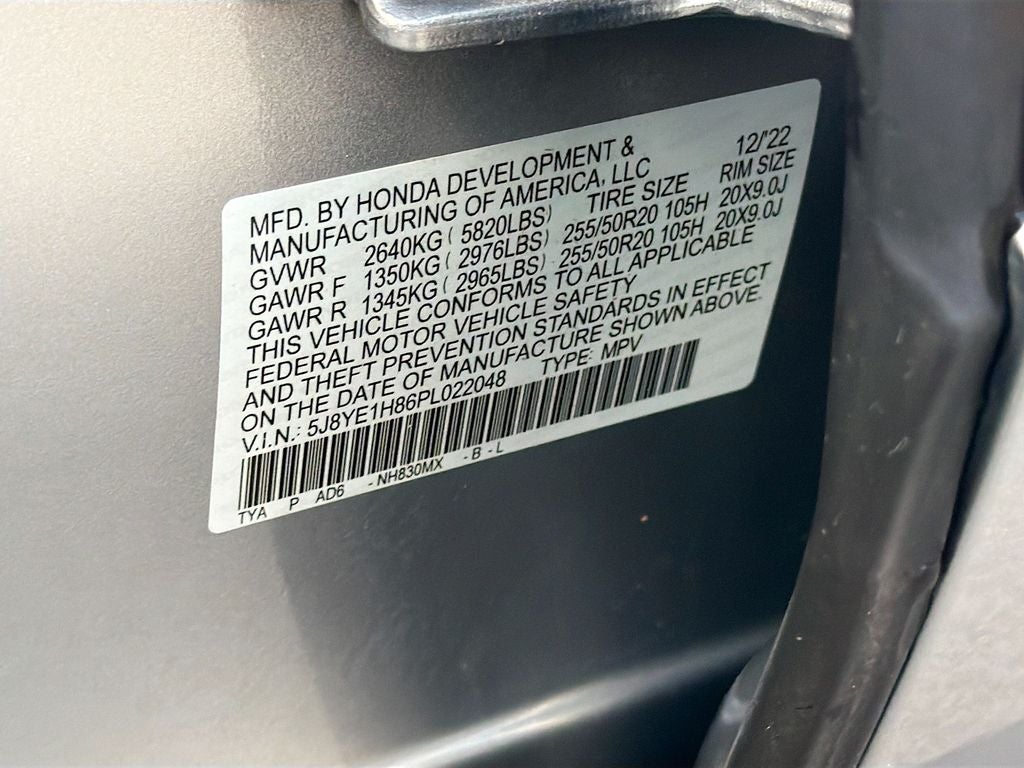 MFD. BY HONDA DEVELOPMENT & 12/'22
MANUFACTURING OF AMERICA, LLC RIM SIZE
GVWR 2640KG ( 5820LBS) TIRE SIZE
GAWR F 1350KG ( 2976LBS) 255/50R20 105H 20X9.0J
GAWR R 1345KG ( 2965LBS) 255/50R20 105H 20X9.0J
THIS VEHICLE CONFORMS TO ALL APPLICABLE
FEDERAL MOTOR VEHICLE SAFETY
AND THEFT PREVENTION STANDARDS IN EFFECT
ON THE DATE OF MANUFACTURE SHOWN ABOVE.
V.I.N.: 5J8YE1H86PL022048 TYPE: MPV
TYA P AD6 - NH830MX - B - L